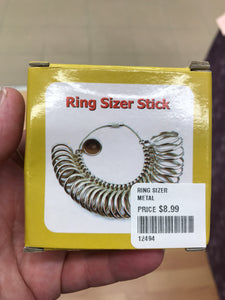 Ring Sizer Stick
RING SIZER
METAL
PRICE $8.99
12494